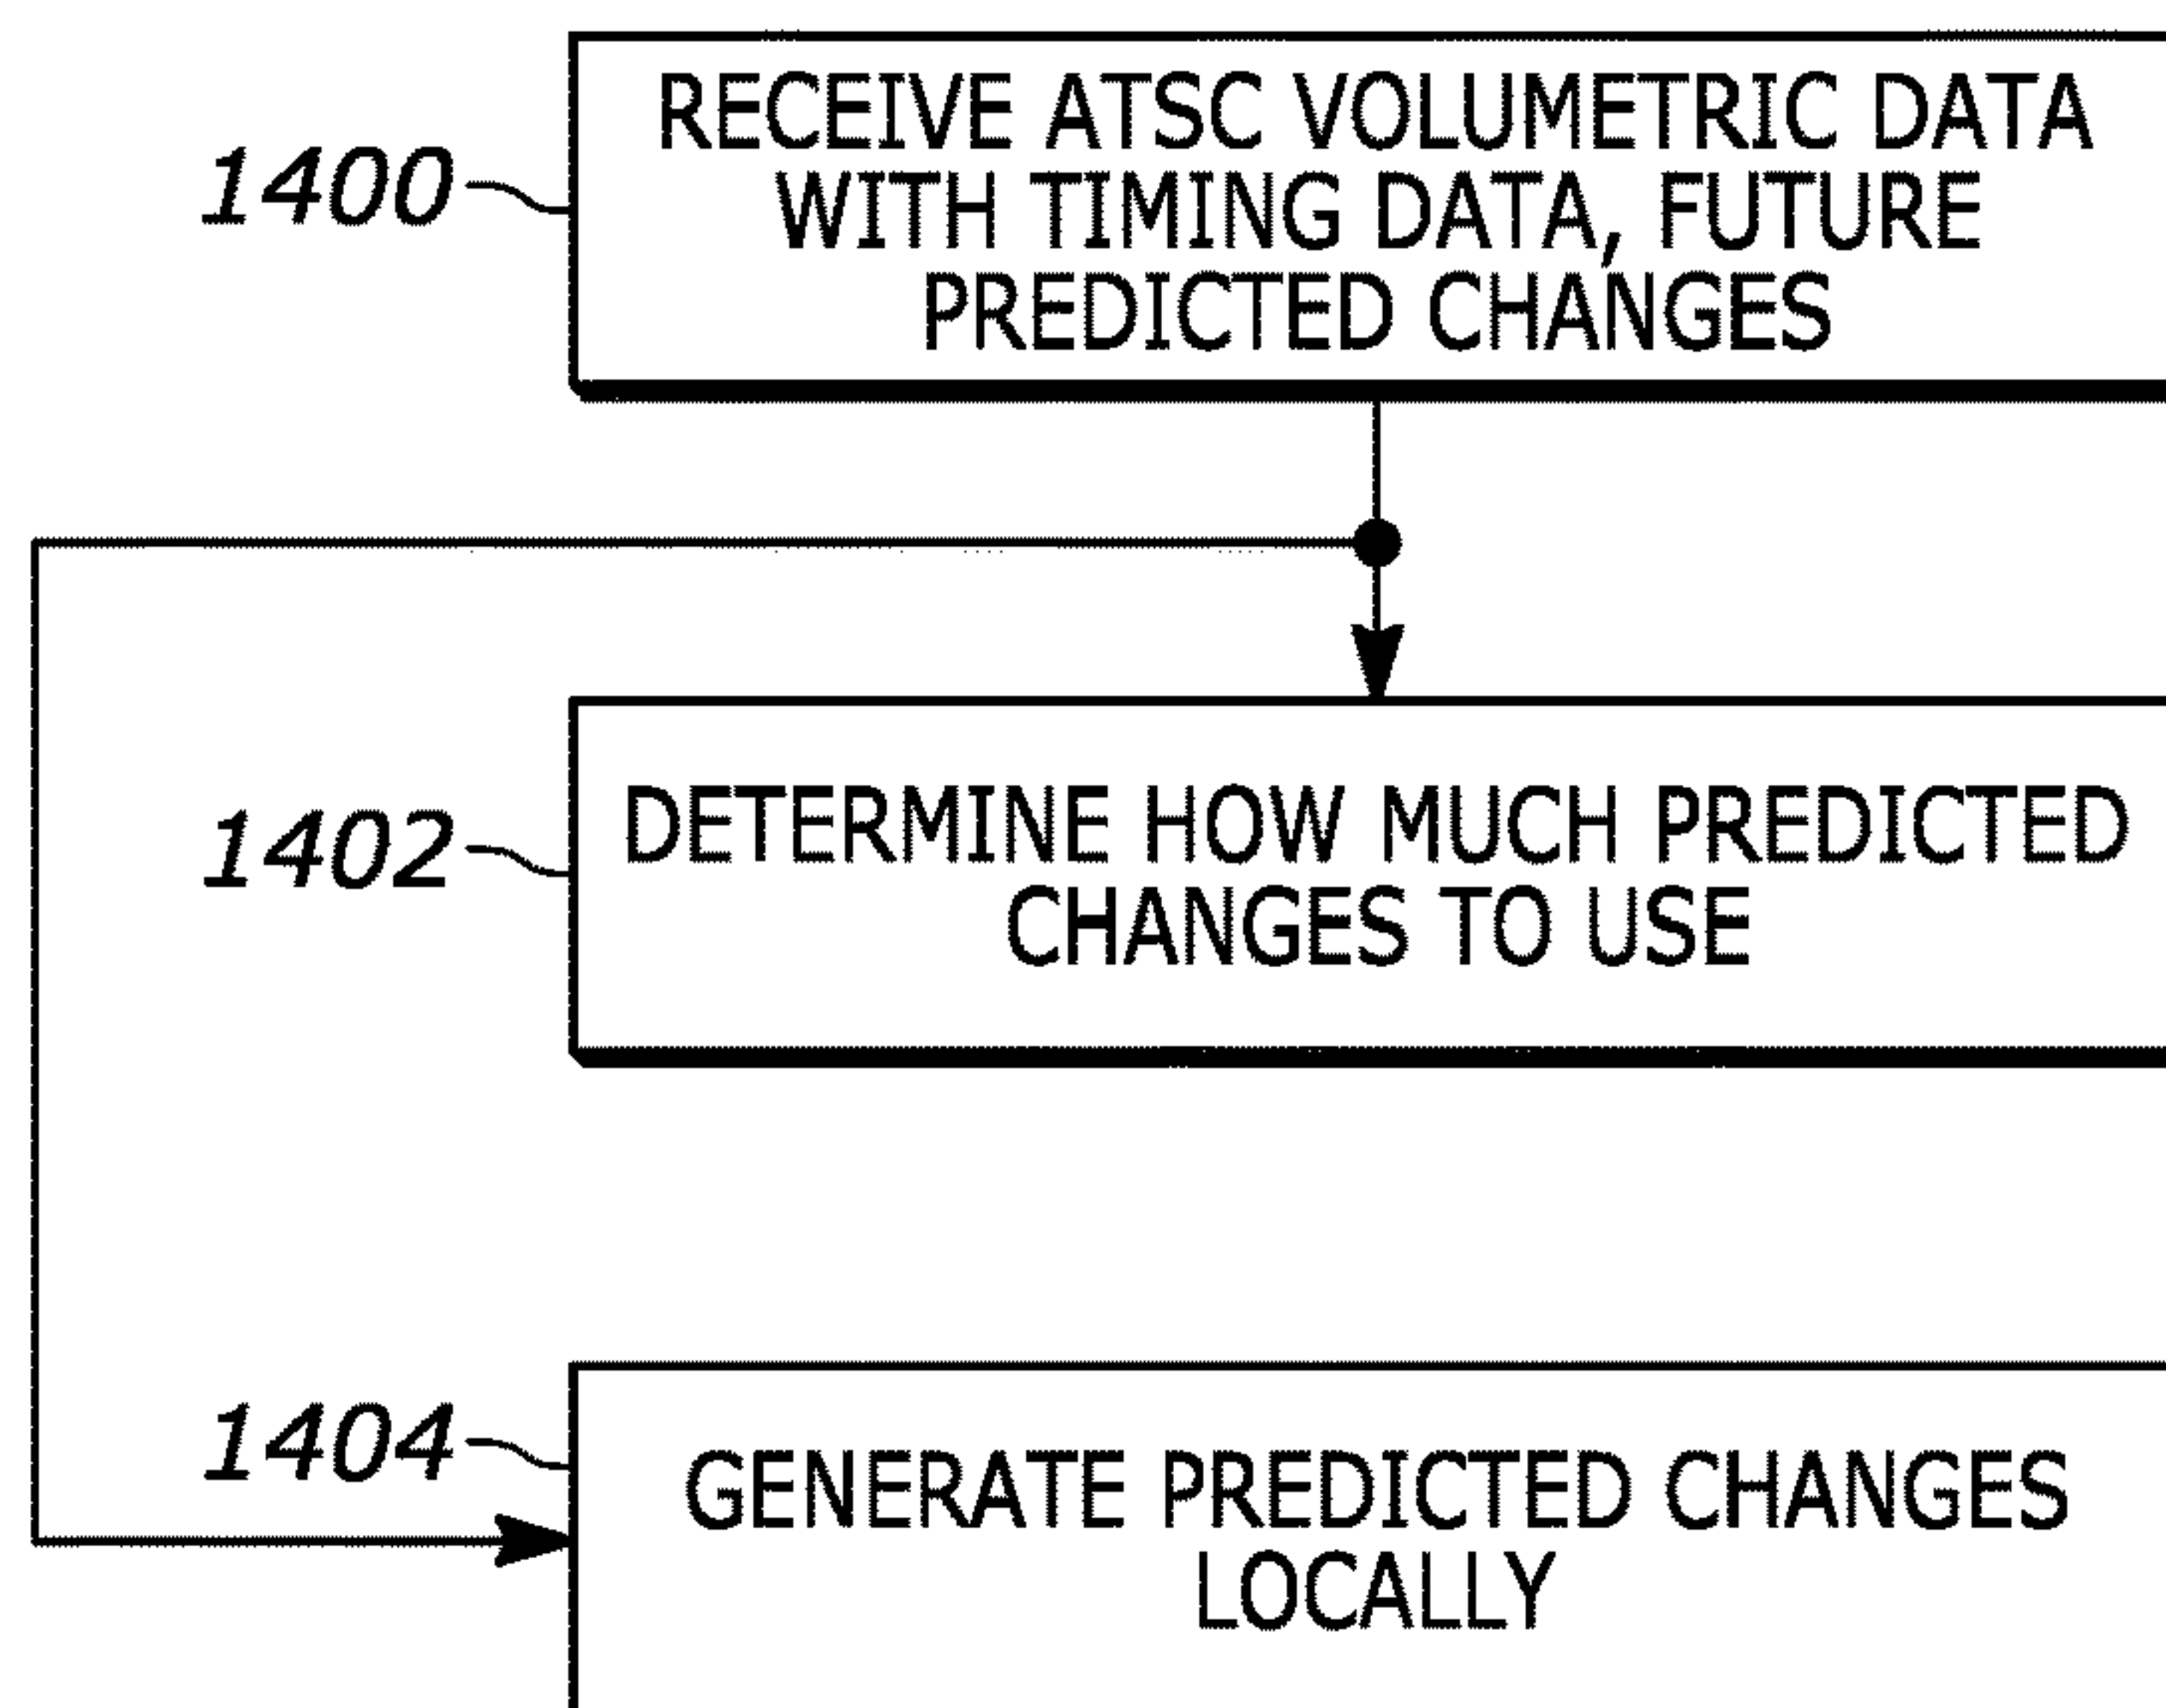 RECEIVE ATSC VOLUMETRIC DATA
1400
WITH TIMING DATA, FUTURE
PREDICTED CHANGES
1402
DETERMINE HOW MUCH PREDICTED
CHANGES TO USE
1404
GENERATE PREDICTED CHANGES
LOCALLY